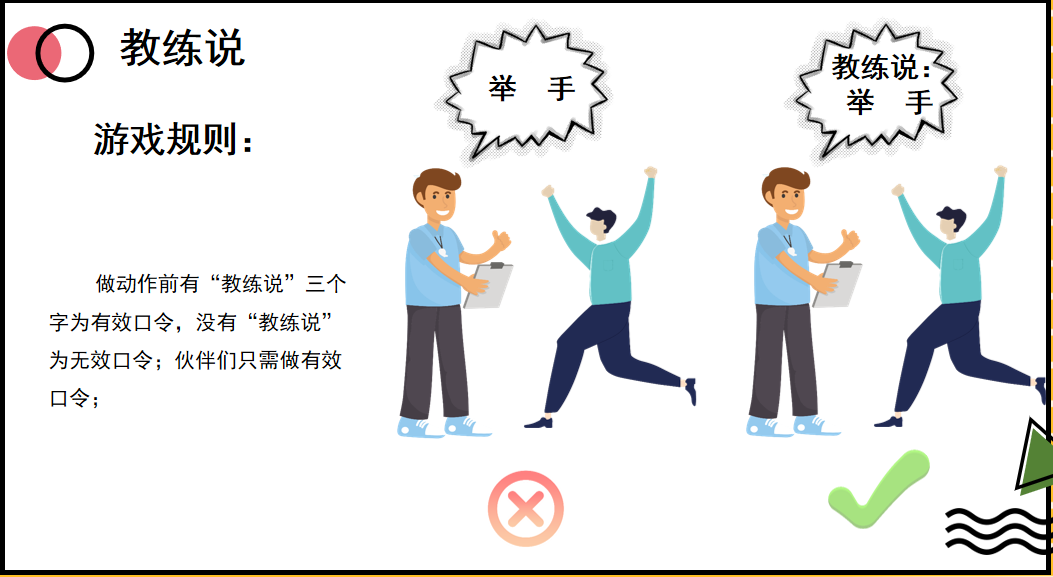 教练说
游戏规则：
做动作前有“教练说”三个
字为有效口令，没有“教练说”
为无效口令；伙伴们只需做有效
口令；
举 手
教练说：
举 手